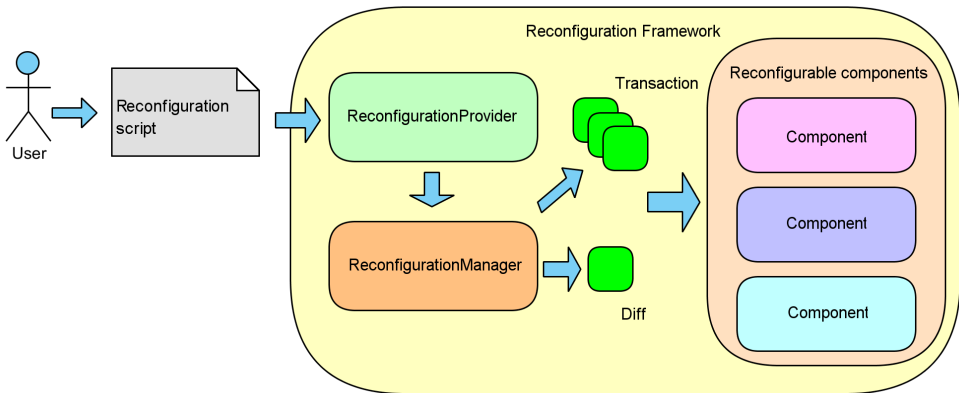 Reconfiguration Framework
User
Reconfiguration
script
ReconfigurationProvider
ReconfigurationManager
Transaction
Diff
Reconfigurable components
Component
Component
Component